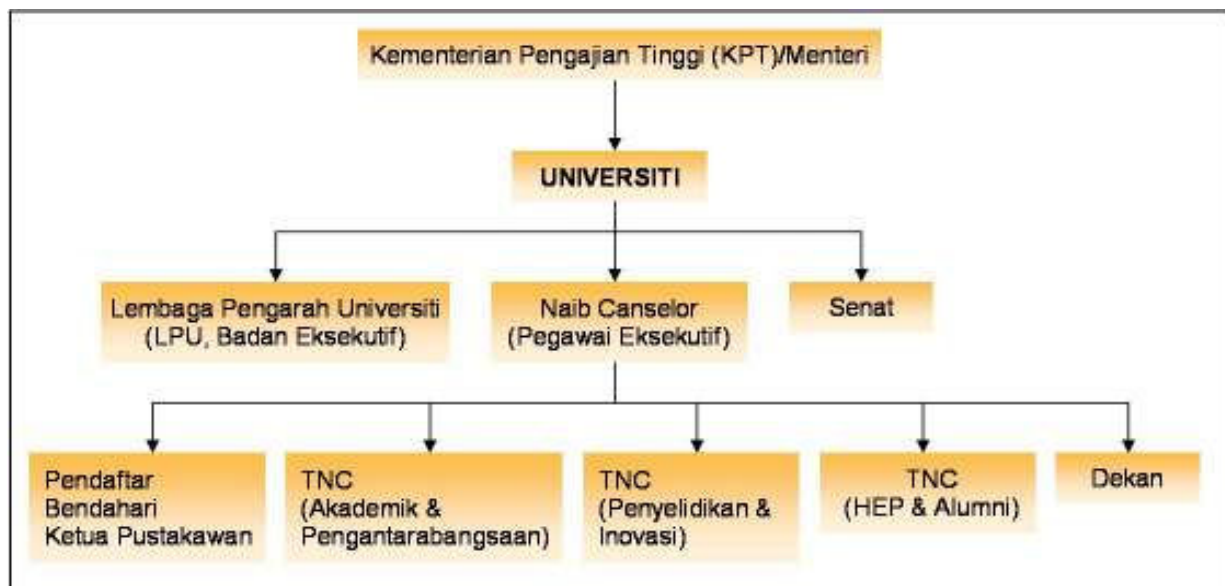 Kementerian Pengajian Tinggi (KPT)/Menteri
UNIVERSITI
Lembaga Pengarah Universiti
(LPU, Badan Eksekutif)
Naib Canselor
(Pegawai Eksekutif)
Senat
Pendaftar
Bendahari
Ketua Pustakawan
TNC
(Akademik &
Pengantarabangsaan)
TNC
(Penyelidikan &
Inovasi)
TNC
(HEP & Alumni)
Dekan